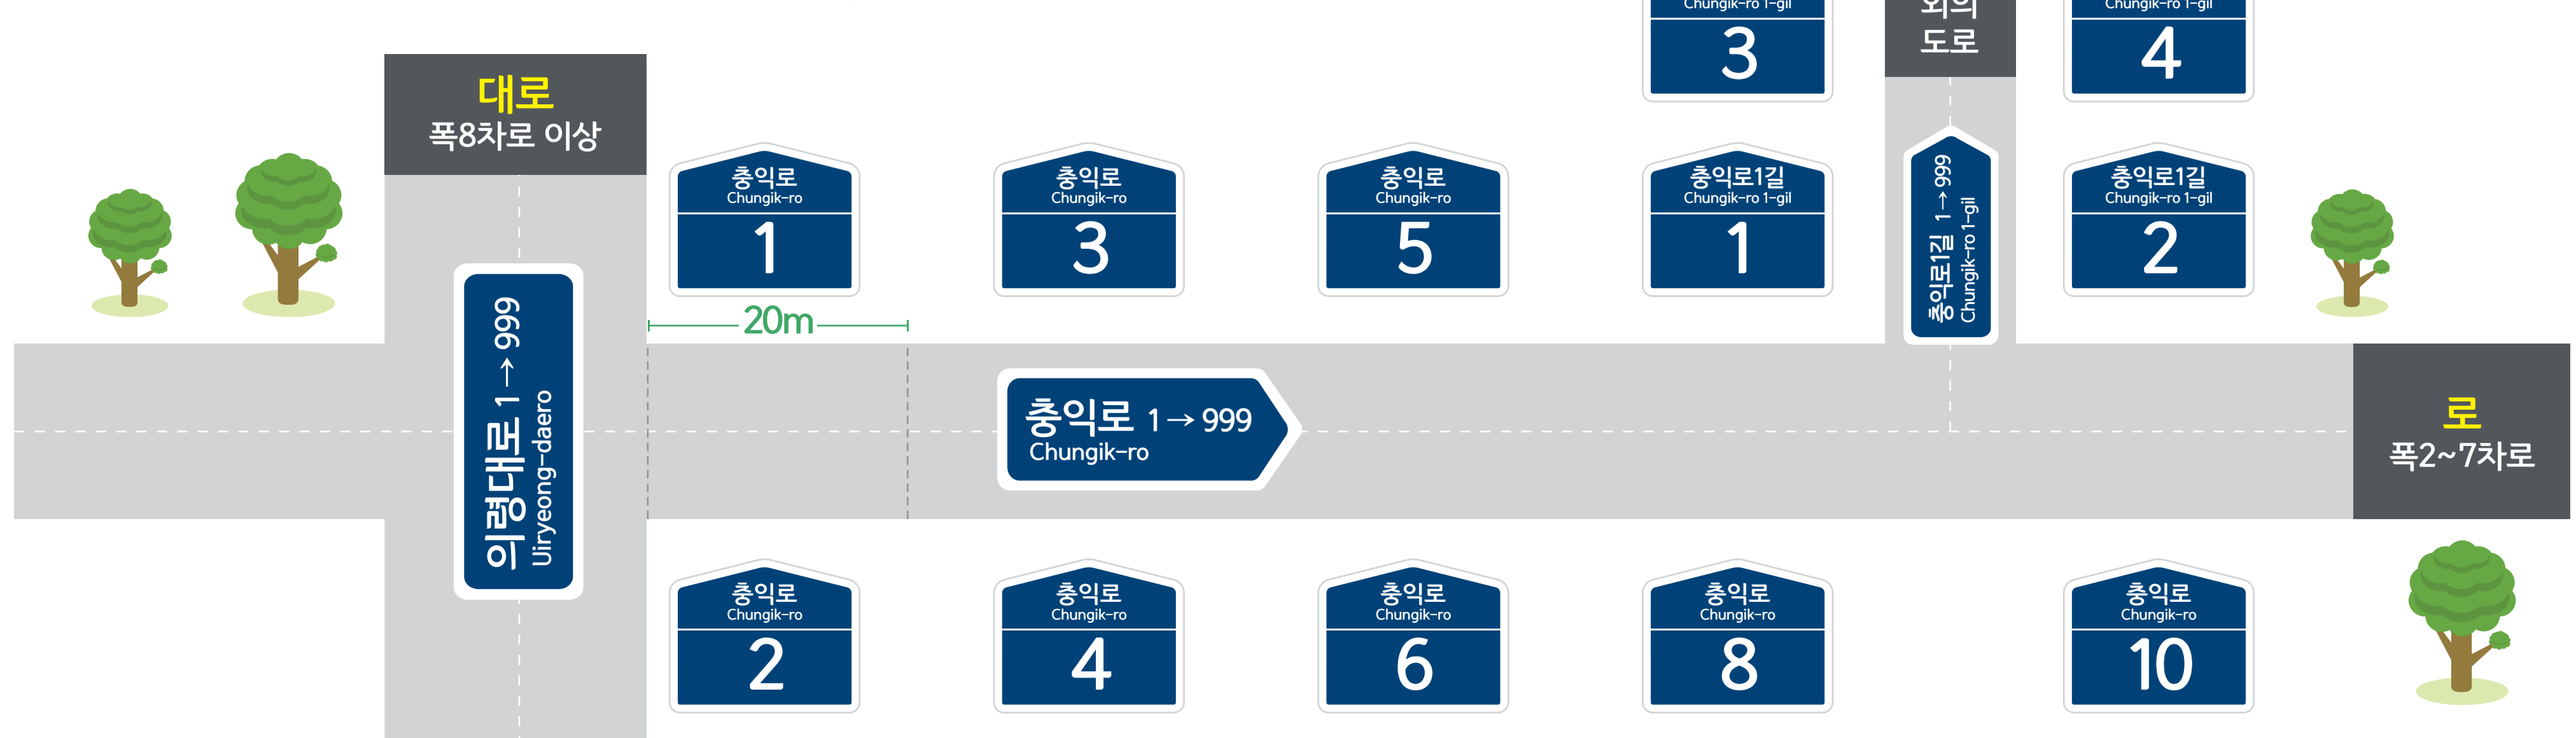 Chungik-ro 1-gil
3
외의
도로
Chungik-ro 1-gil
4
대로
폭8차로 이상
충익로
Chungik-ro
1
충익로
Chungik-ro
3
충익로
Chungik-ro
5
충익로1길
Chungik-ro 1-gil
1
충익로1길 1→999
Chungik-ro 1-gil
충익로1길
Chungik-ro 1-gil
2
20m
의령대로 1→999
Uiryeong-daero
충익로 1→999
Chungik-ro
로
폭2~7차로
충익로
Chungik-ro
2
충익로
Chungik-ro
4
충익로
Chungik-ro
6
충익로
Chungik-ro
8
충익로
Chungik-ro
10